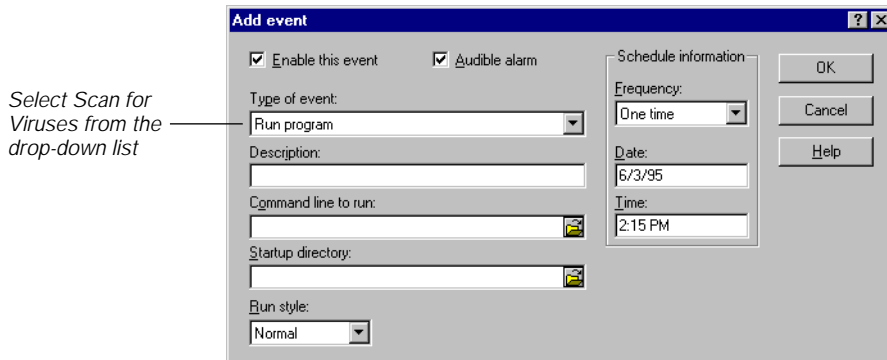 Add event
Enable this event
Audible alarm
Type of event:
Run program
Description:
Command line to run:
Startup directory:
Run style:
Normal
Schedule information
Frequency:
One time
Date:
6/3/95
Time:
2:15 PM
OK
Cancel
Help
Select Scan for
Viruses from the
drop-down list